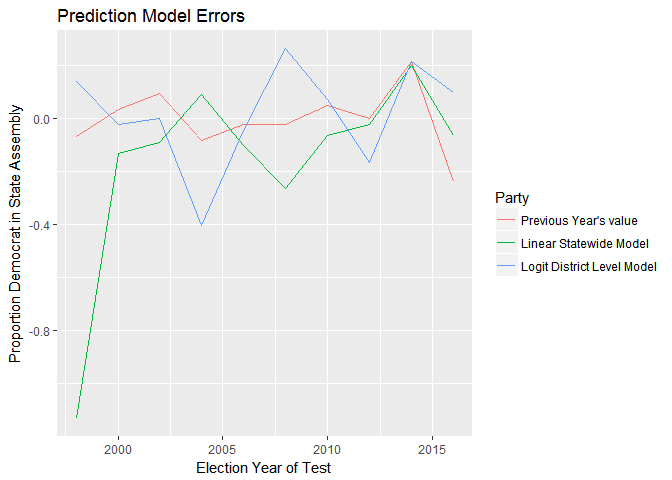 Prediction Model Errors
Proportion Democrat in State Assembly
0.0
-0.4
-0.8
2000
2005
2010
2015
Election Year of Test
Party
Previous Year's value
Linear Statewide Model
Logit District Level Model